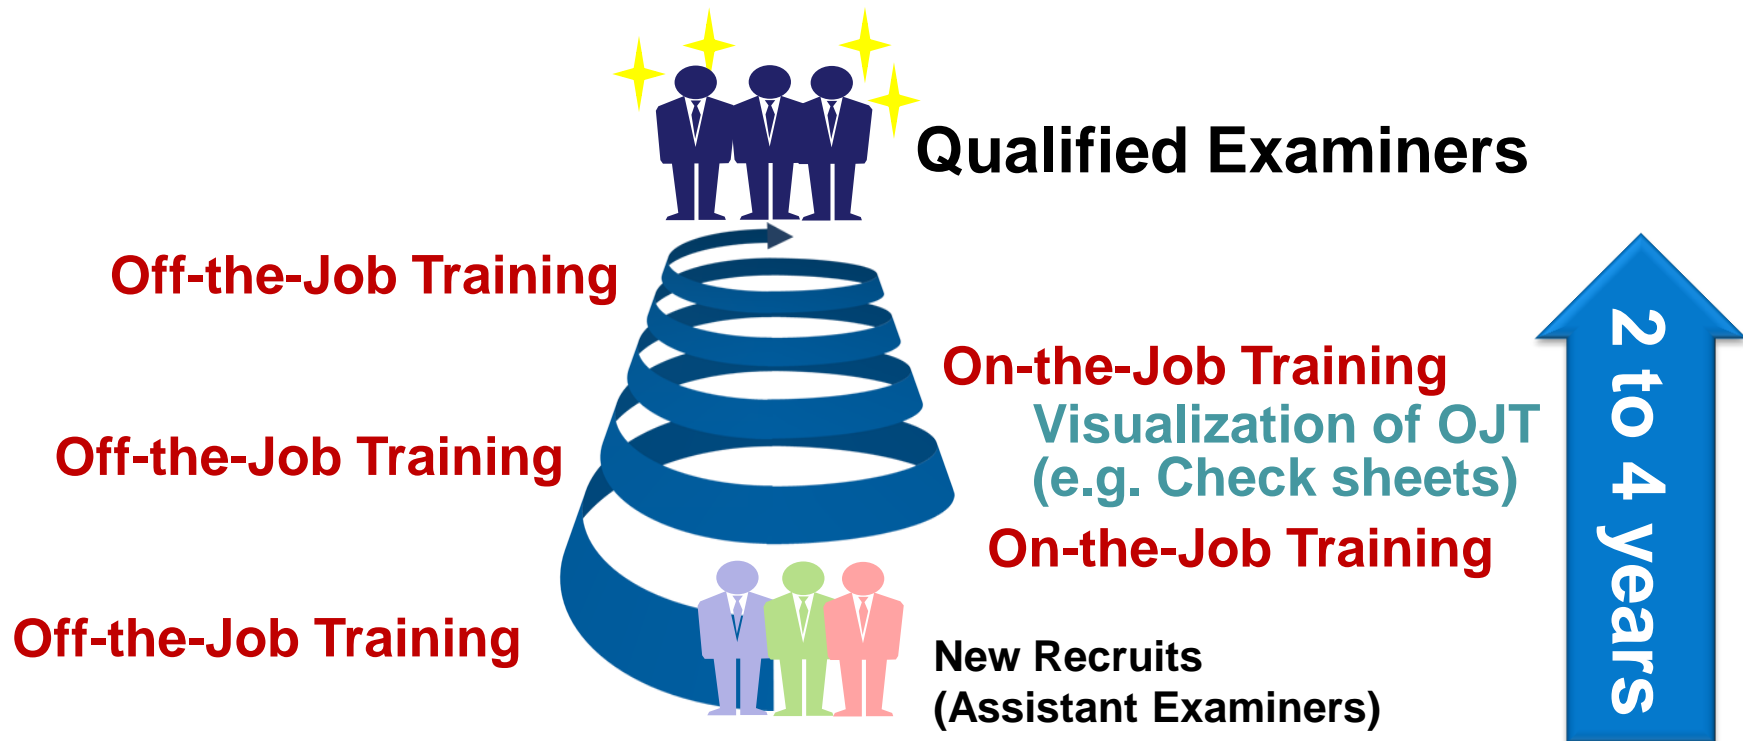 Qualified Examiners
Off-the-Job Training
On-the-Job Training
Visualization of OJT
(e.g. Check sheets)
Off-the-Job Training
On-the-Job Training
Off-the-Job Training
New Recruits
(Assistant Examiners)
2 to 4 years